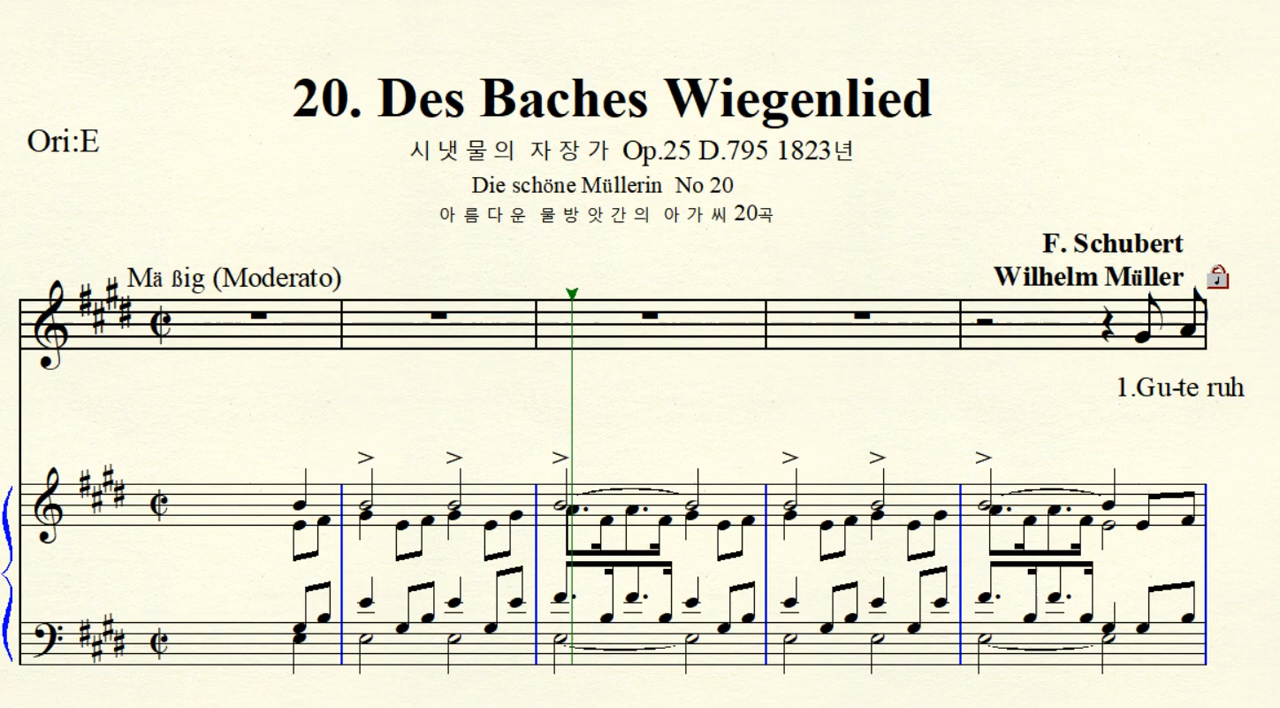 20. Des Baches Wiegenlied
Ori:E
시냇물의 자장가 Op.25 D.795 1823년
Die schöne Müllerin No 20
아름다운 물방앗간의 아가씨 20곡
F. Schubert
Mä ßig (Moderato)
Wilhelm Müller
1.Gu-te ruh